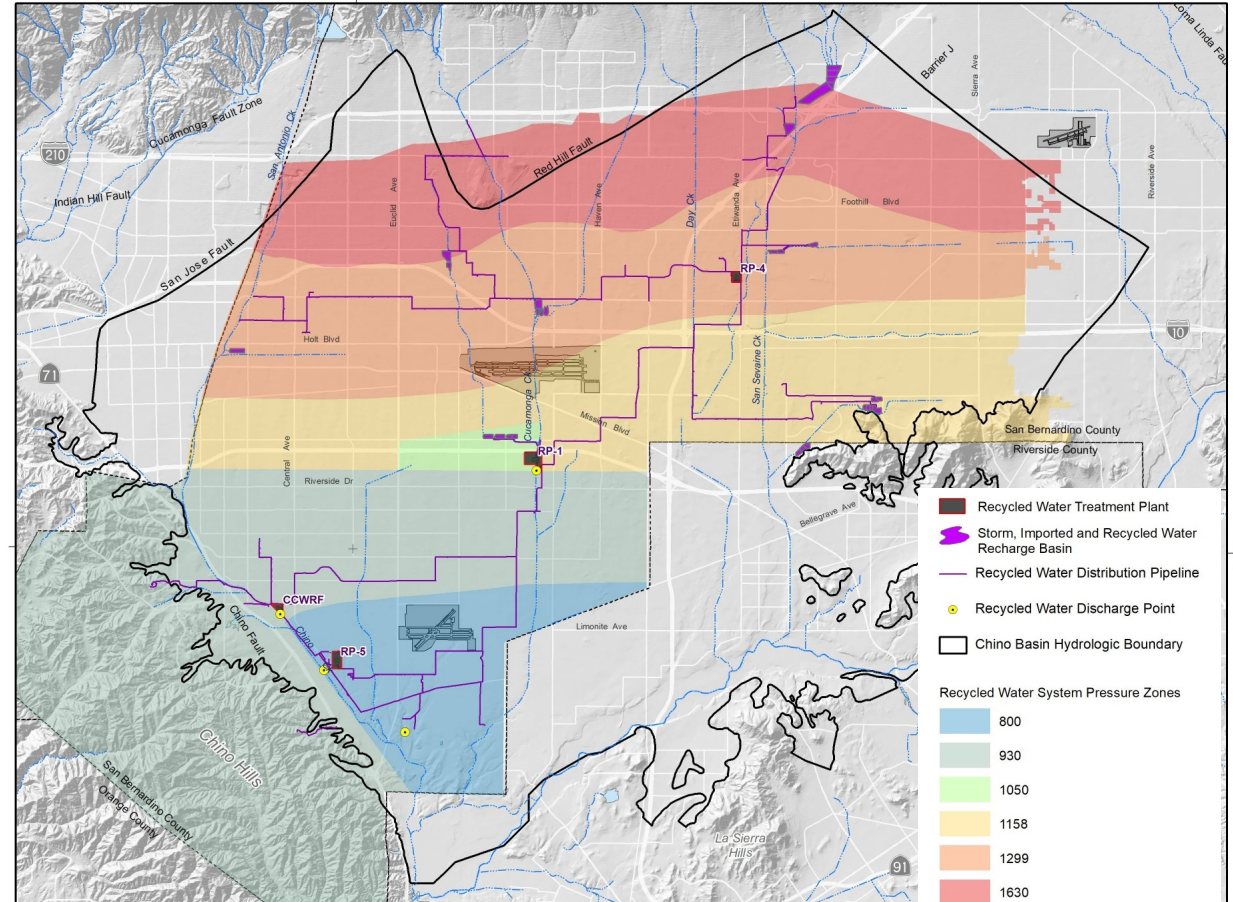 Loma Linda Fau
Barrier J
Sierra Ave
Cucamonga Fault Zone
San Antonio Ck
210
Red Hill Fault
Riverside Ave
Indian Hill Fault
Euclid Ave
Haven Ave
Day Ck
Etiwanda Ave
Foothill Blvd
San Jose Fault
RP-4
10
Holt Blvd
71
San Sevaine Ck
Cucamonga Ck
Mission Blvd
San Bernardino County
Riverside County
Central Ave
RP-1
Riverside Dr
Bellegrave Ave
CCWRF
Chino Fault
Chino
Limonite Ave
RP-5
Chino Hills
San Bernardino County
Orange County
La Sierra
Hills
91
Recycled Water Treatment Plant
Storm, Imported and Recycled Water
Recharge Basin
Recycled Water Distribution Pipeline
Recycled Water Discharge Point
Chino Basin Hydrologic Boundary
Recycled Water System Pressure Zones
800
930
1050
1158
1299
1630